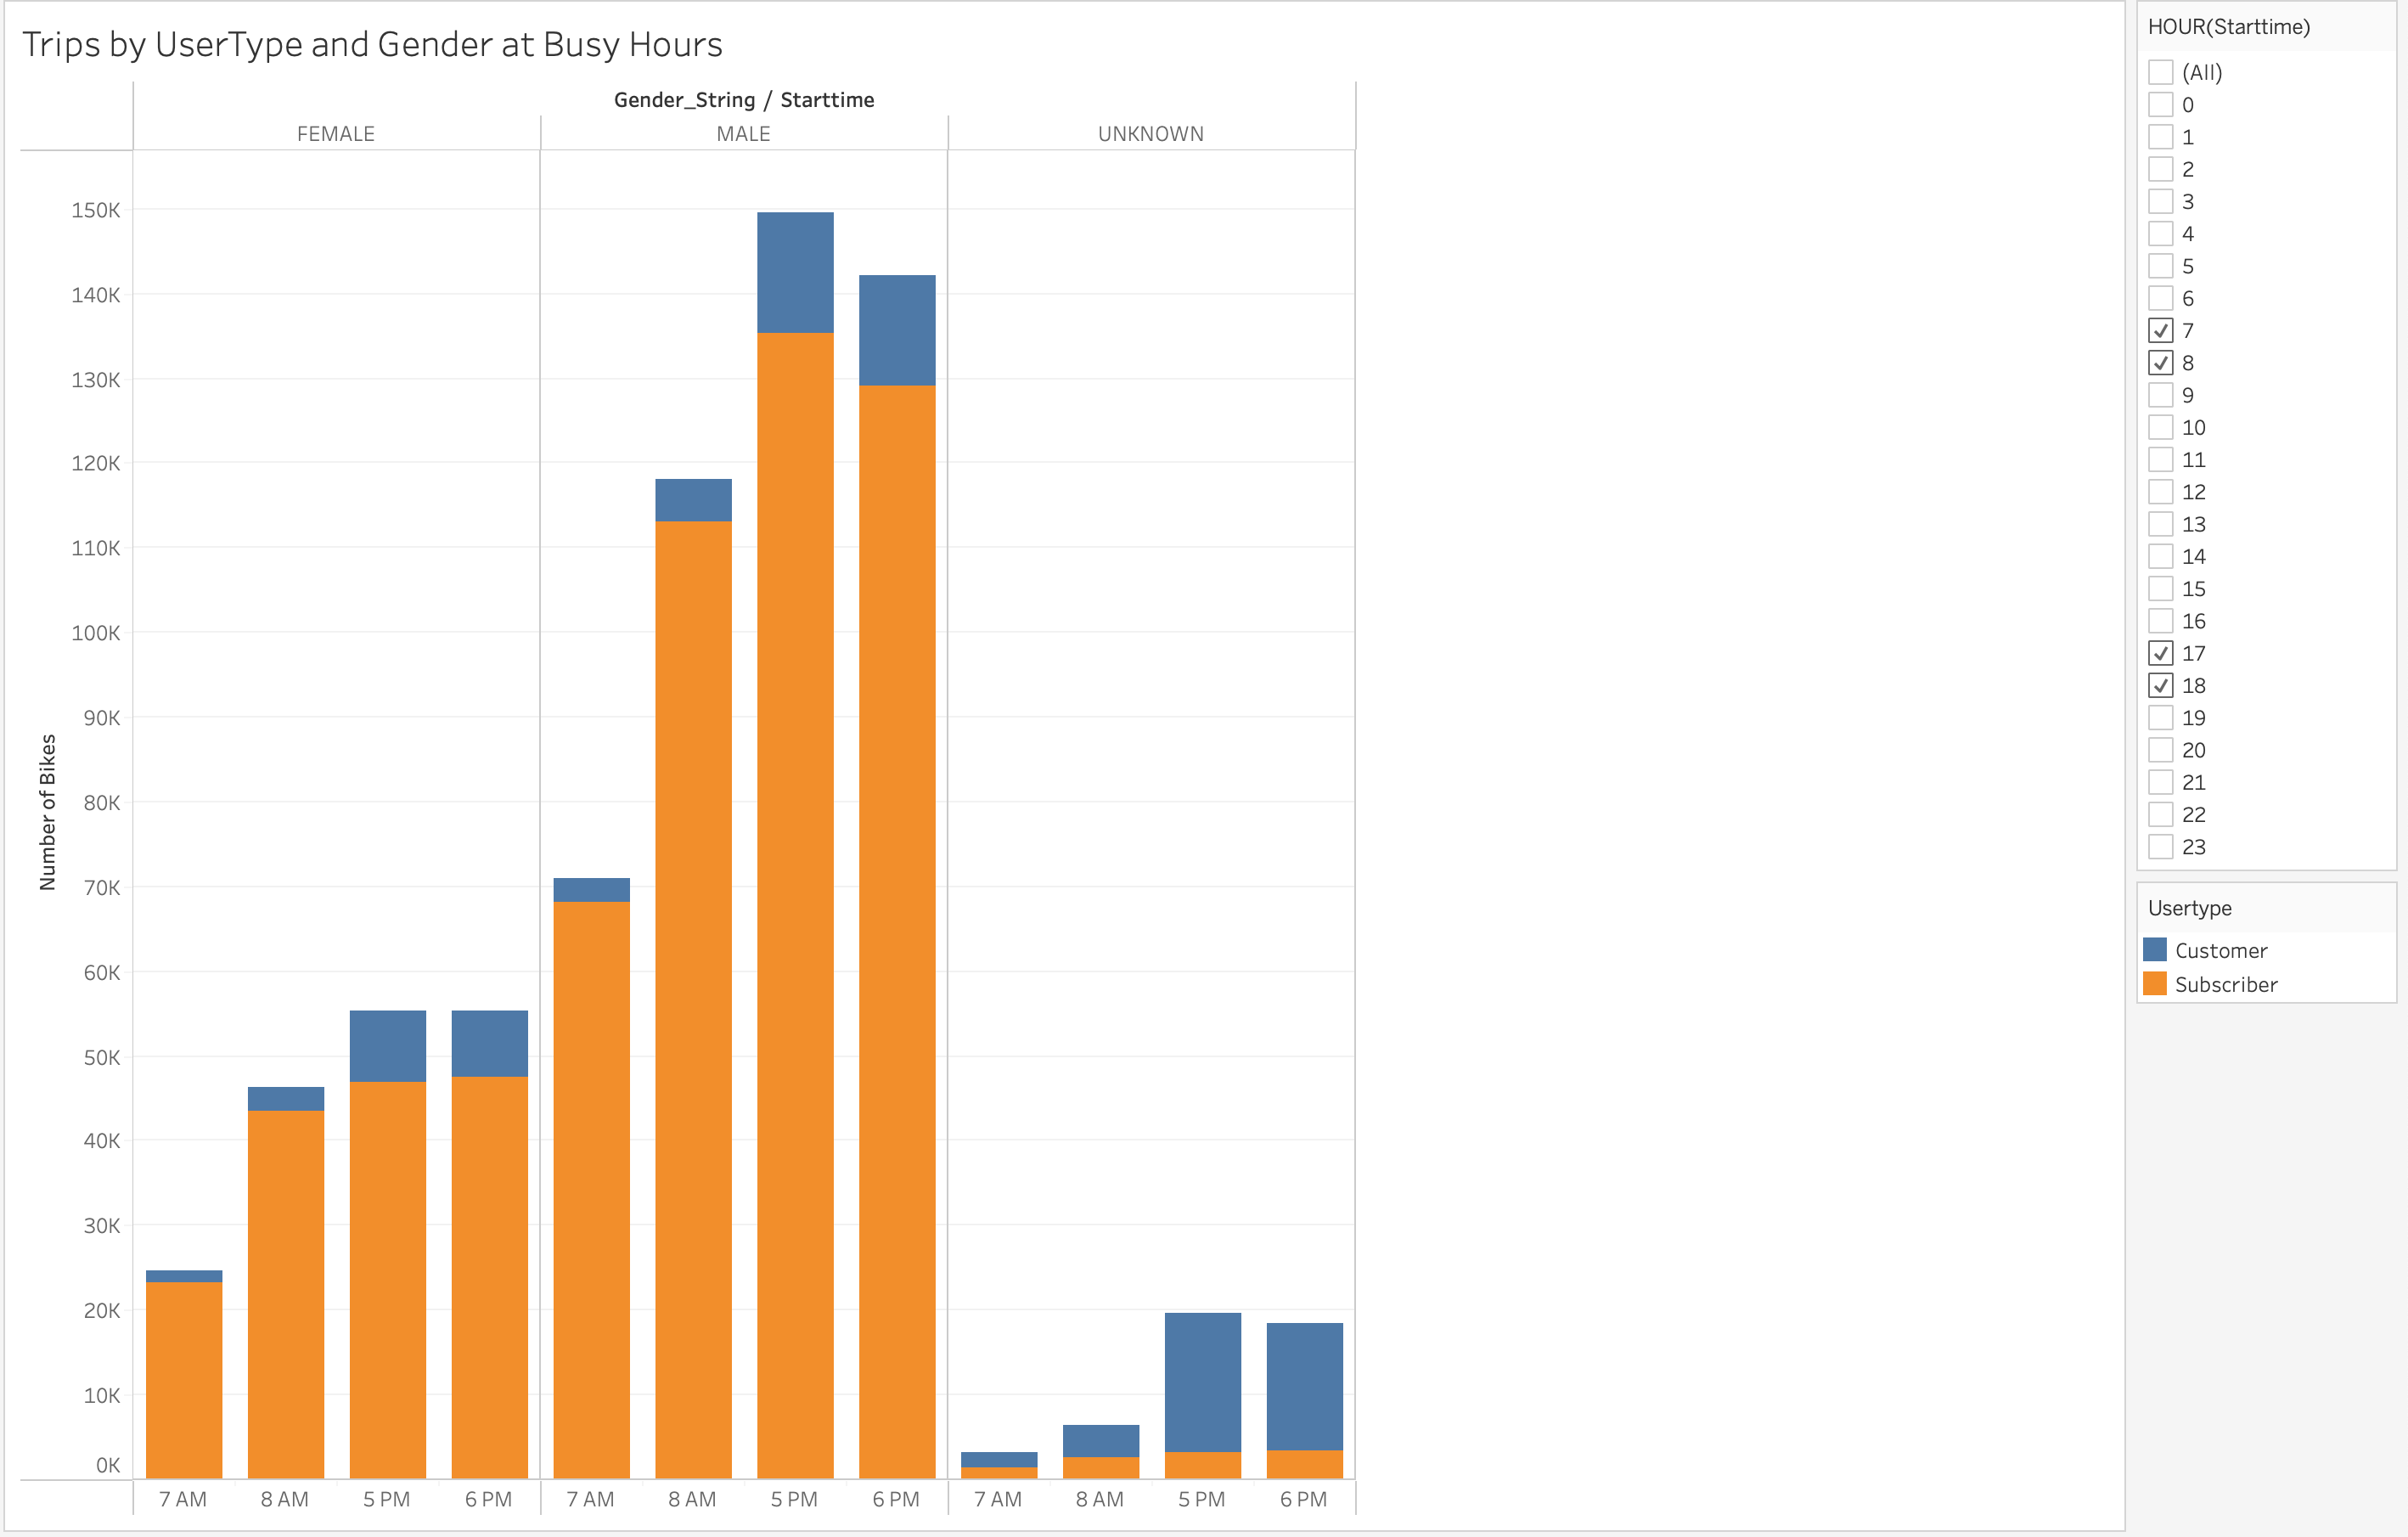 Trips by UserType and Gender at Busy Hours
Gender_String / Starttime
FEMALE MALE UNKNOWN
150K
140K
130K
120K
110K
100K
90K
80K
70K
60K
50K
40K
30K
20K
10K
0K
Number of Bikes
7 AM 8 AM 5 PM 6 PM 7 AM 8 AM 5 PM 6 PM 7 AM 8 AM 5 PM 6 PM
HOUR(Starttime)
(All)
0
1
2
3
4
5
6
7
8
9
10
11
12
13
14
15
16
17
18
19
20
21
22
23
Usertype
Customer
Subscriber